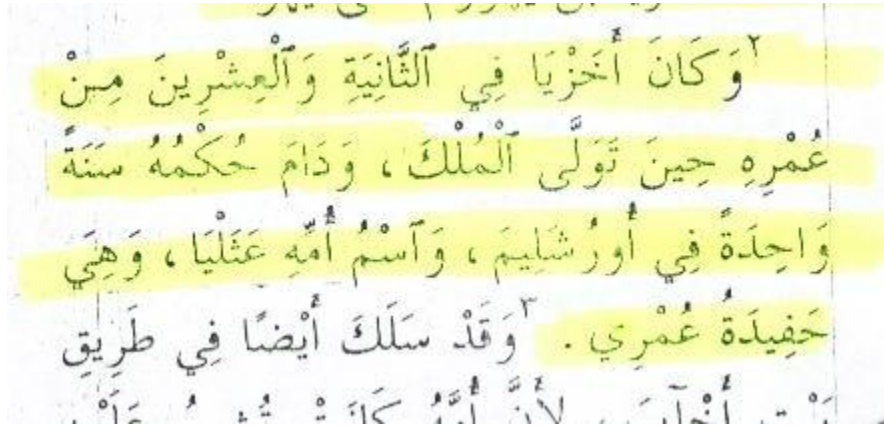 ٢وَكَانَ أَخَزْيَا فِي ٱلثَّانِيَةِ وَٱلْعِشْرِينَ مِنْ
عُمْرِهِ حِينَ تَوَلَّى ٱلْمُلْكَ، وَدَامَ حُكْمُهُ سَنَةً
وَاحِدَةً فِي أُورُشَلِيمَ، وَٱسْمُ أُمِّهِ عَثَلْيَا، وَهِيَ
حَفِيدَةُ عُمْرِي. ٣وَقَدْ سَلَكَ أَيْضًا فِي طَرِيقِ